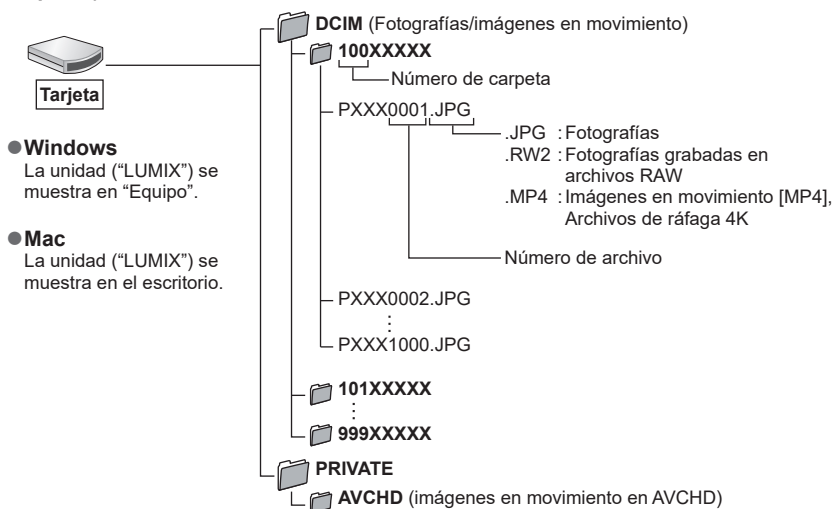 DCIM (Fotografías/imágenes en movimiento)
100XXXXX
Número de carpeta
Tarjeta
PXXX0001.JPG
.JPG : Fotografías
.RW2 : Fotografías grabadas en
archivos RAW
.MP4 : Imágenes en movimiento [MP4],
Archivos de ráfaga 4K
Número de archivo
●Windows
La unidad (“LUMIX”) se
muestra en “Equipo”.
●Mac
La unidad (“LUMIX”) se
muestra en el escritorio.
PXXX0002.JPG
PXXX1000.JPG
101XXXXX
999XXXXX
PRIVATE
AVCHD (imágenes en movimiento en AVCHD)